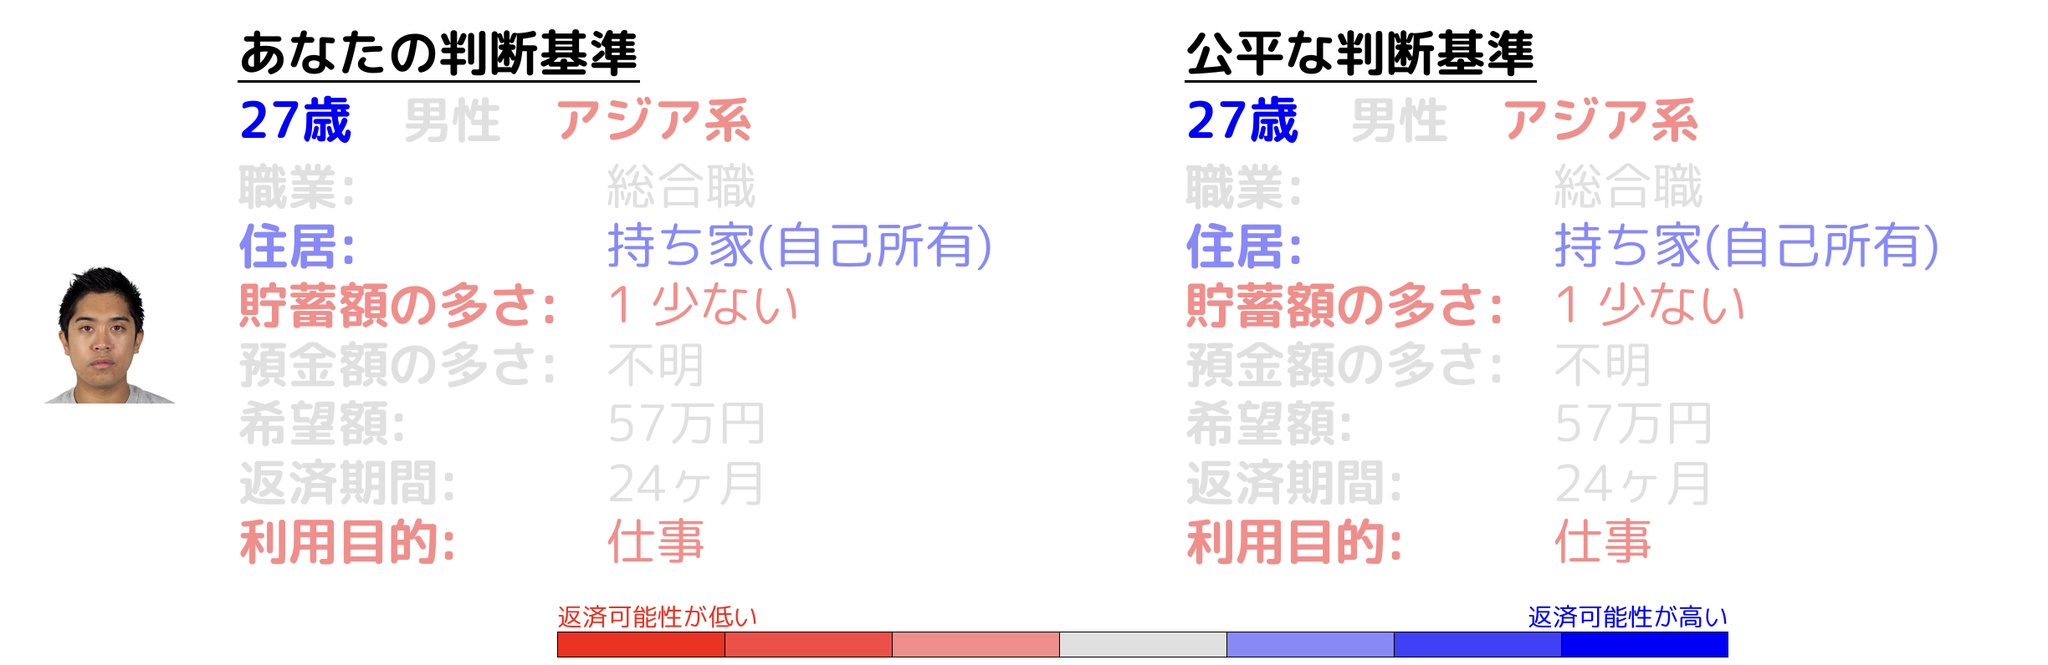 あなたの判断基準
27歳 男性 アジア系
職業: 総合職
住居: 持ち家(自己所有)
貯蓄額の多さ: 1 少ない
預金額の多さ: 不明
希望額: 57万円
返済期間: 24ヶ月
利用目的: 仕事
公平な判断基準
27歳 男性 アジア系
職業: 総合職
住居: 持ち家(自己所有)
貯蓄額の多さ: 1 少ない
預金額の多さ: 不明
希望額: 57万円
返済期間: 24ヶ月
利用目的: 仕事
返済可能性が低い 返済可能性が高い